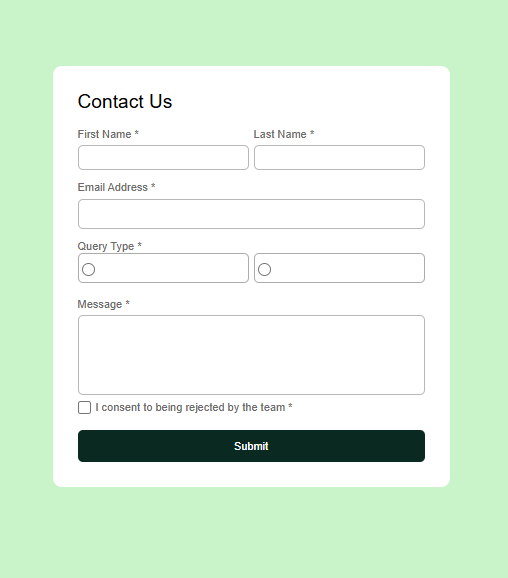 Contact Us
First Name * Last Name *
Email Address *
Query Type *
Message *
I consent to being rejected by the team *
Submit